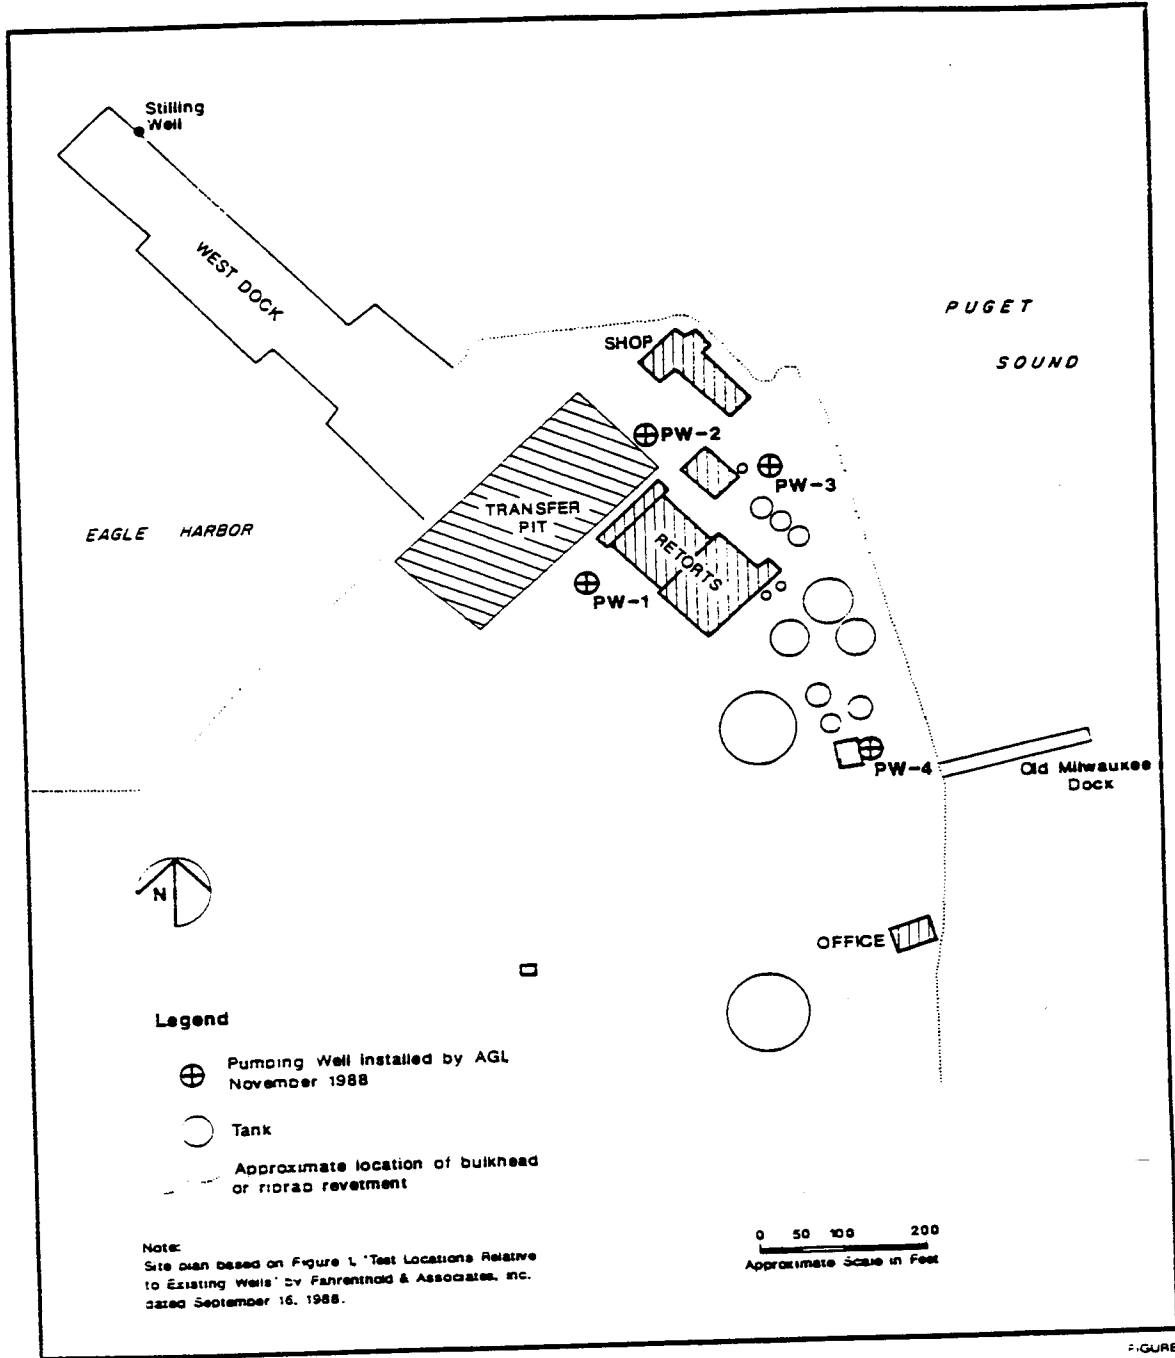 Stilling
Well
WEST DOCK
PUGET
SOUND
SHOP
PW-2
PW-3
TRANSFER
PIT
EAGLE HARBOR
RETORTS
PW-1
PW-4
Old Milwaukee
Dock
N
OFFICE
Legend
Pumping Well installed by AGL
November 1988
Tank
Approximate location of bulkhead
or riprap revetment
Note:
Site plan based on Figure 1, "Test Locations Relative
to Existing Wells" by Fahrenthold & Associates, Inc.
dated September 16, 1988.
0 50 100 200
Approximate Scale in Feet
FIGURE